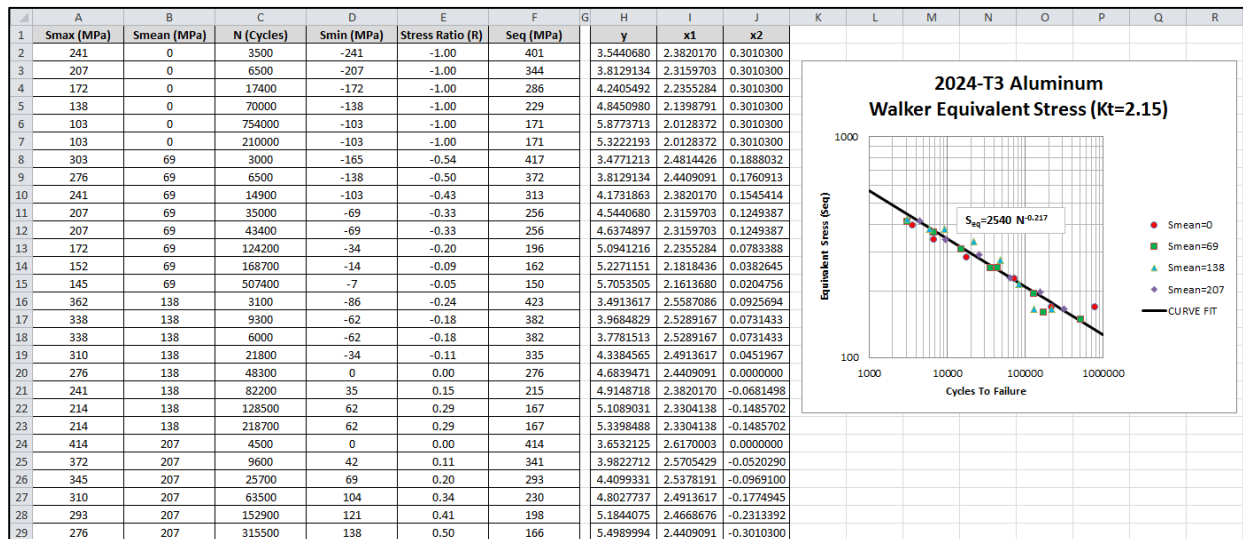 A B C D E F G H I J K L M N O P Q R
1 Smax (MPa) Smean (MPa) N (Cycles) Smin (MPa) Stress Ratio (R) Seq (MPa) y x1 x2
2 241 0 3500 -241 -1.00 401 3.5440680 2.3820170 0.3010300
3 207 0 6500 -207 -1.00 344 3.8129134 2.3159703 0.3010300
4 172 0 17400 -172 -1.00 286 4.2405492 2.2355284 0.3010300
5 138 0 70000 -138 -1.00 229 4.8450980 2.1398791 0.3010300
6 103 0 754000 -103 -1.00 171 5.8773713 2.0128372 0.3010300
7 103 0 210000 -103 -1.00 171 5.3222193 2.0128372 0.3010300
8 303 69 3000 -165 -0.54 417 3.4771213 2.4814426 0.1888032
9 276 69 6500 -138 -0.50 372 3.8129134 2.4409091 0.1760913
10 241 69 14900 -103 -0.43 313 4.1731863 2.3820170 0.1545414
11 207 69 35000 -69 -0.33 256 4.5440680 2.3159703 0.1249387
12 207 69 43400 -69 -0.33 256 4.6374897 2.3159703 0.1249387
13 172 69 124200 -34 -0.20 196 5.0941216 2.2355284 0.0783388
14 152 69 168700 -14 -0.09 162 5.2271151 2.1818436 0.0382645
15 145 69 507400 -7 -0.05 150 5.7053505 2.1613680 0.0204756
16 362 138 3100 -86 -0.24 423 3.4913617 2.5587086 0.0925694
17 338 138 9300 -62 -0.18 382 3.9684829 2.5289167 0.0731433
18 338 138 6000 -62 -0.18 382 3.7781513 2.5289167 0.0731433
19 310 138 21800 -34 -0.11 335 4.3384565 2.4913617 0.0451967
20 276 138 48300 0 0.00 276 4.6839471 2.4409091 0.0000000
21 241 138 82200 35 0.15 215 4.9148718 2.3820170 -0.0681498
22 214 138 128500 62 0.29 167 5.1089031 2.3304138 -0.1485702
23 214 138 218700 62 0.29 167 5.3398488 2.3304138 -0.1485702
24 414 207 4500 0 0.00 414 3.6532125 2.6170003 0.0000000
25 372 207 9600 42 0.11 341 3.9822712 2.5705429 -0.0520290
26 345 207 25700 69 0.20 293 4.4099331 2.5378191 -0.0969100
27 310 207 63500 104 0.34 230 4.8027737 2.4913617 -0.1774945
28 293 207 152900 121 0.41 198 5.1844075 2.4668676 -0.2313392
29 276 207 315500 138 0.50 166 5.4989994 2.4409091 -0.3010300
2024-T3 Aluminum
Walker Equivalent Stress (Kt=2.15)
1000
100
Equivalent Stress (Seq)
Seq=2540 N-0.217
1000 10000 100000 1000000
Cycles To Failure
Smean=0
Smean=69
Smean=138
Smean=207
CURVE FIT